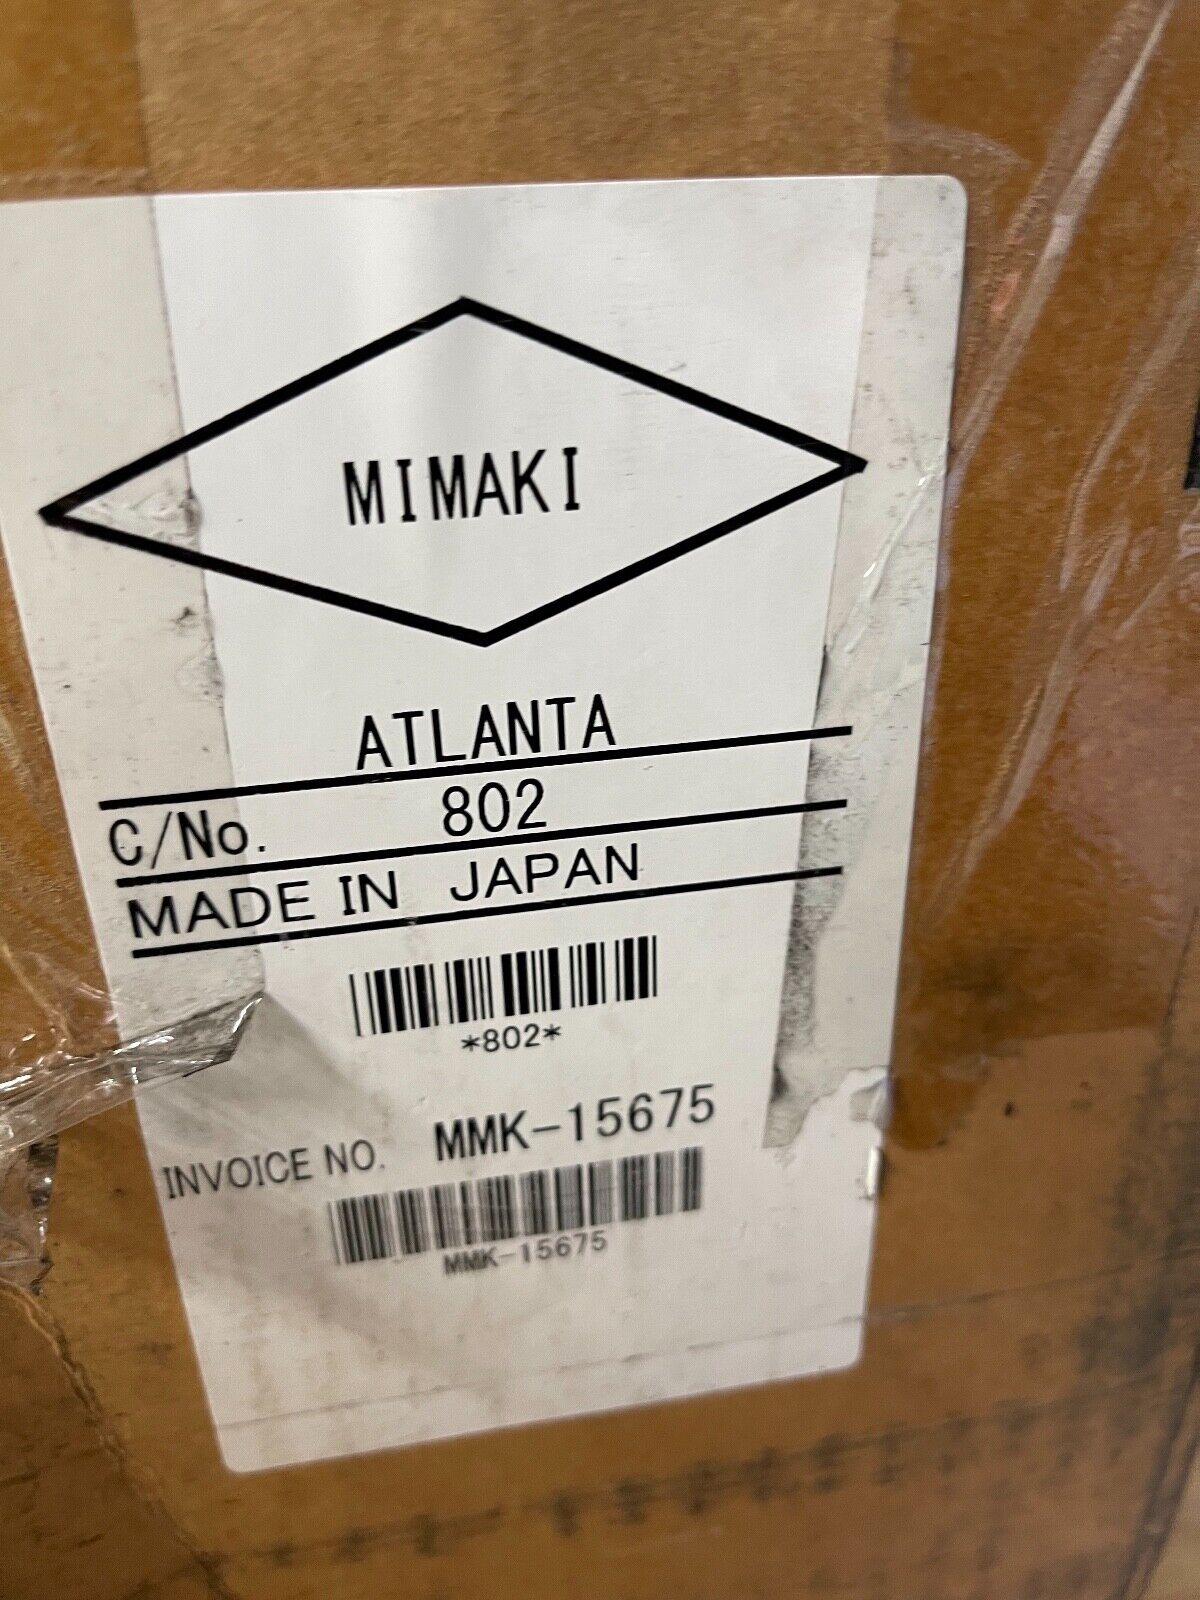 MIMAKI
ATLANTA
C/No. 802
MADE IN JAPAN
*802*
INVOICE NO. MMK-15675
MMK-15675